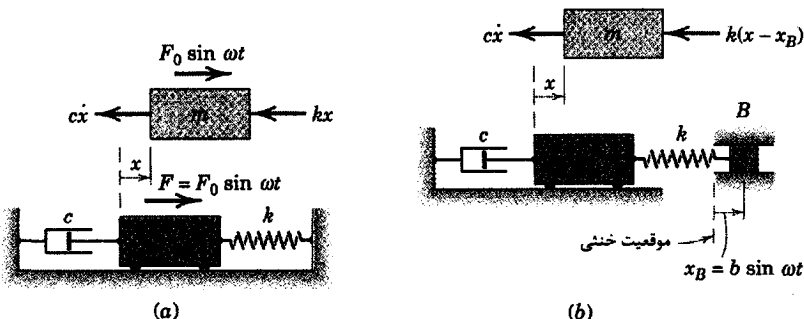 F₀ sin ωt
cẋ
m
kx
x
F = F₀ sin ωt
c
k
(a)
cẋ
m
k(x − x_B)
x
B
c
k
موقعیت خنثی
x_B = b sin ωt
(b)